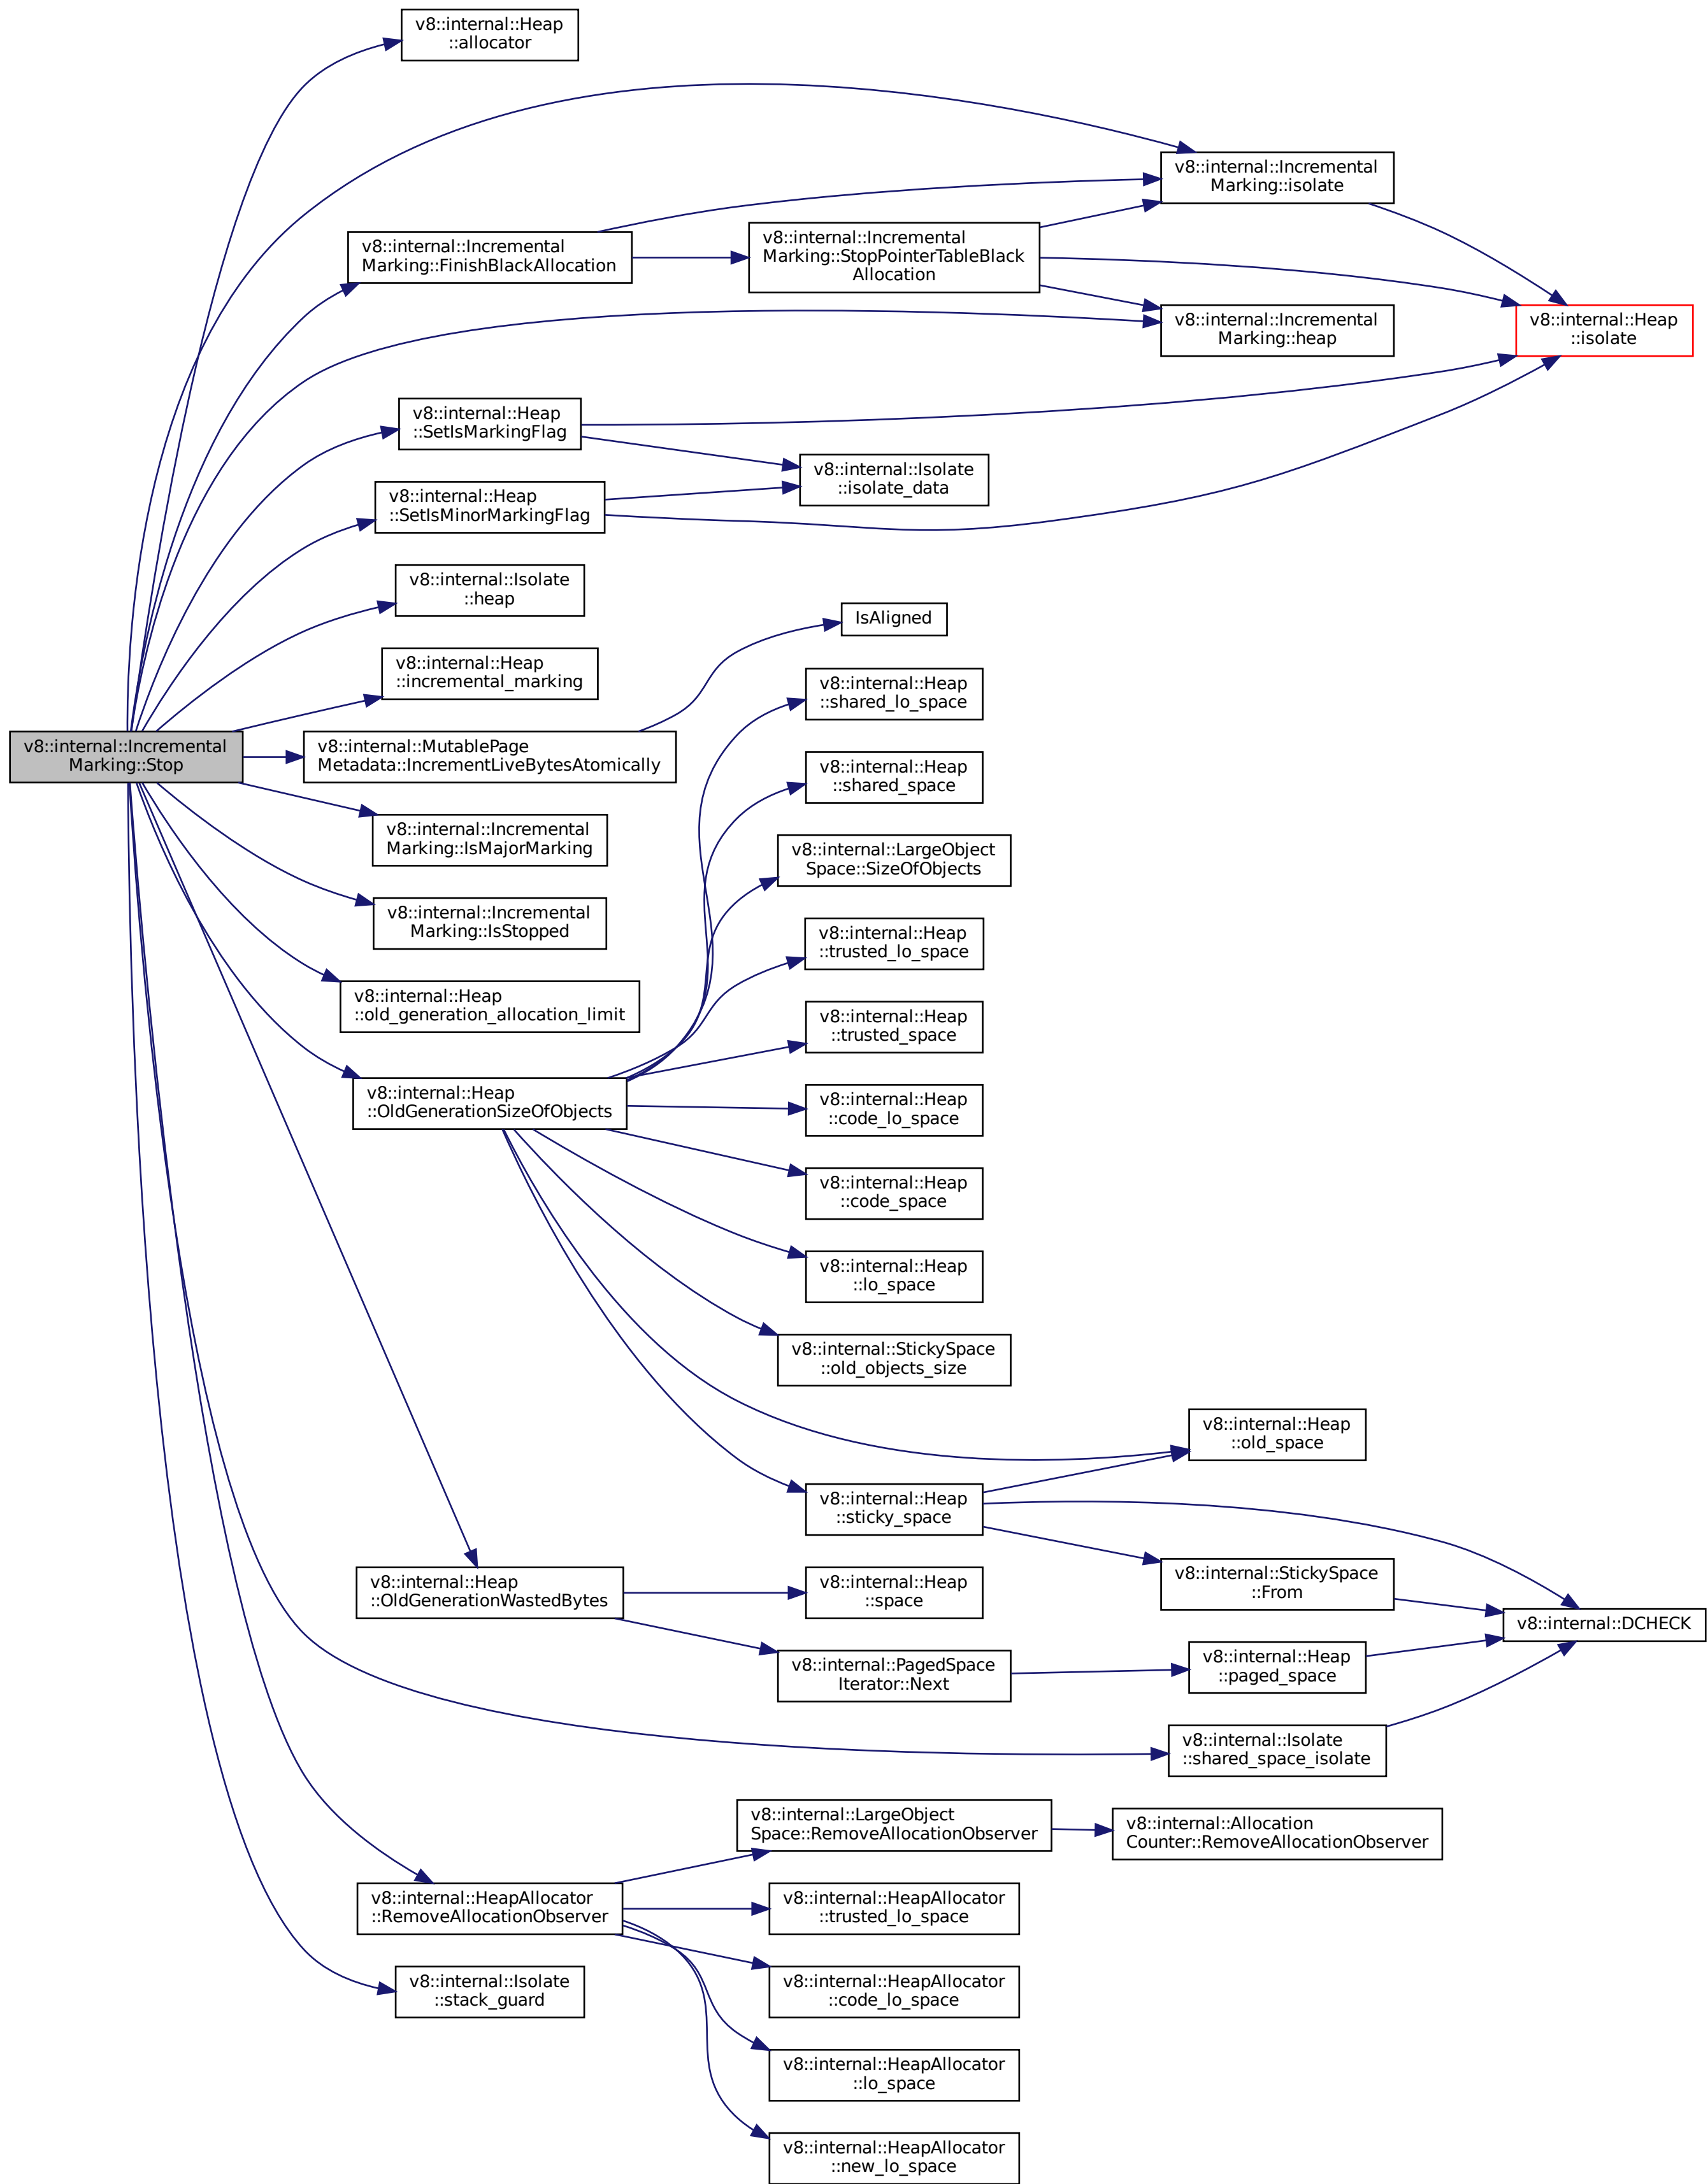 v8::internal::Heap
::allocator
v8::internal::Incremental
Marking::isolate
v8::internal::Incremental
Marking::FinishBlackAllocation
v8::internal::Incremental
Marking::StopPointerTableBlack
Allocation
v8::internal::Incremental
Marking::heap
v8::internal::Heap
::isolate
v8::internal::Heap
::SetIsMarkingFlag
v8::internal::Isolate
::isolate_data
v8::internal::Heap
::SetIsMinorMarkingFlag
v8::internal::Isolate
::heap
IsAligned
v8::internal::Heap
::incremental_marking
v8::internal::Heap
::shared_lo_space
v8::internal::Incremental
Marking::Stop
v8::internal::MutablePage
Metadata::IncrementLiveBytesAtomically
v8::internal::Heap
::shared_space
v8::internal::Incremental
Marking::IsMajorMarking
v8::internal::LargeObject
Space::SizeOfObjects
v8::internal::Incremental
Marking::IsStopped
v8::internal::Heap
::trusted_lo_space
v8::internal::Heap
::old_generation_allocation_limit
v8::internal::Heap
::trusted_space
v8::internal::Heap
::OldGenerationSizeOfObjects
v8::internal::Heap
::code_lo_space
v8::internal::Heap
::code_space
v8::internal::Heap
::lo_space
v8::internal::StickySpace
::old_objects_size
v8::internal::Heap
::old_space
v8::internal::Heap
::sticky_space
v8::internal::StickySpace
::From
v8::internal::Heap
::OldGenerationWastedBytes
v8::internal::Heap
::space
v8::internal::DCHECK
v8::internal::PagedSpace
Iterator::Next
v8::internal::Heap
::paged_space
v8::internal::Isolate
::shared_space_isolate
v8::internal::LargeObject
Space::RemoveAllocationObserver
v8::internal::Allocation
Counter::RemoveAllocationObserver
v8::internal::HeapAllocator
::RemoveAllocationObserver
v8::internal::HeapAllocator
::trusted_lo_space
v8::internal::Isolate
::stack_guard
v8::internal::HeapAllocator
::code_lo_space
v8::internal::HeapAllocator
::lo_space
v8::internal::HeapAllocator
::new_lo_space